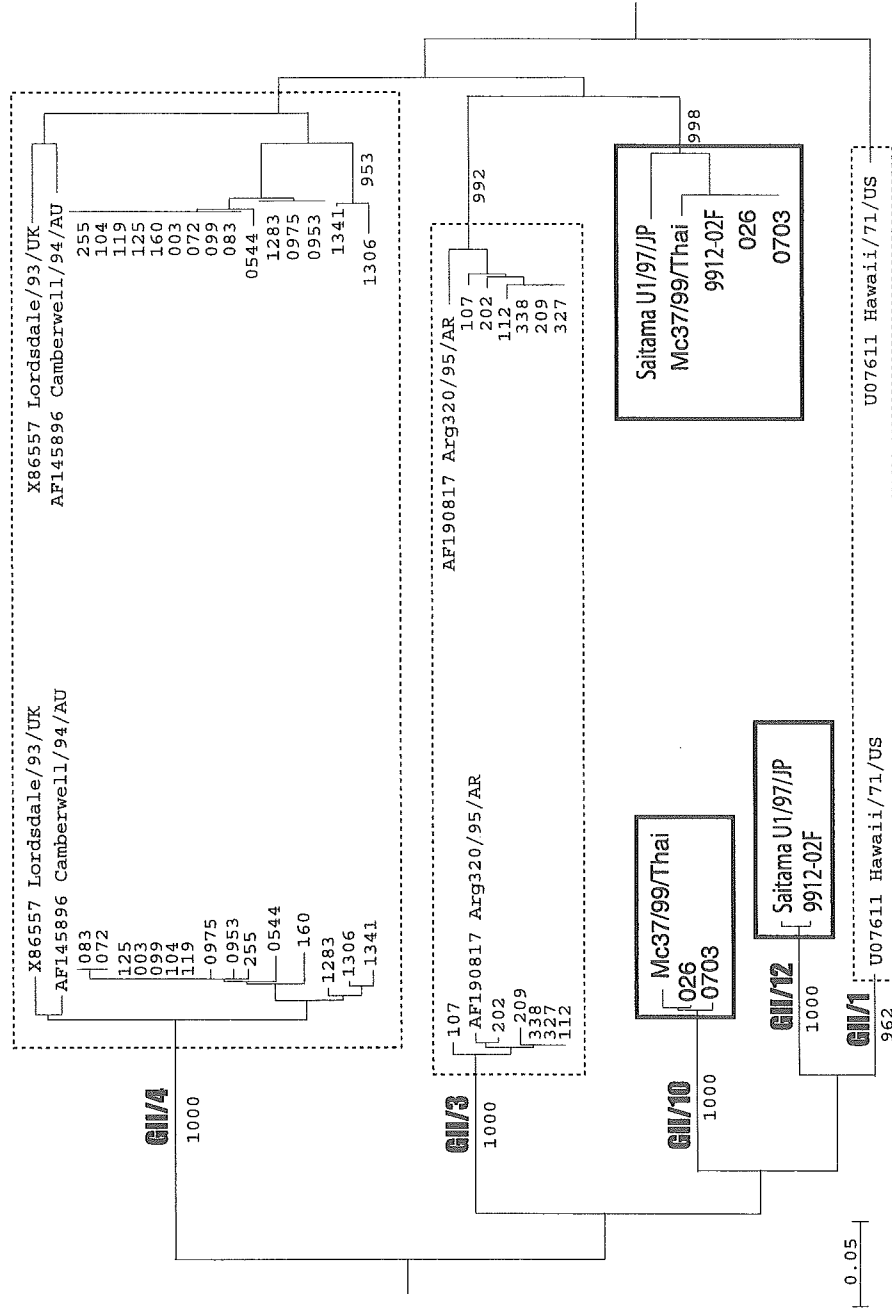 GII/4
1000
X86557 Lordsdale/93/UK
AF145896 Camberwell/94/AU
083
072
125
003
099
104
119
0975
0953
255
0544
160
1283
1306
1341
X86557 Lordsdale/93/UK
AF145896 Camberwell/94/AU
255
104
119
125
160
003
072
099
083
0544
1283
0975
0953
1341
1306
953
GII/3
1000
107
AF190817 Arg320/95/AR
202
209
338
327
112
AF190817 Arg320/95/AR
107
202
112
338
209
327
992
GII/10
1000
Mc37/99/Thai
026
0703
Saitama U1/97/JP
Mc37/99/Thai
9912-02F
026
0703
998
GII/12
1000
Saitama U1/97/JP
9912-02F
GII/1
962
U07611 Hawaii/71/US
U07611 Hawaii/71/US
0.05